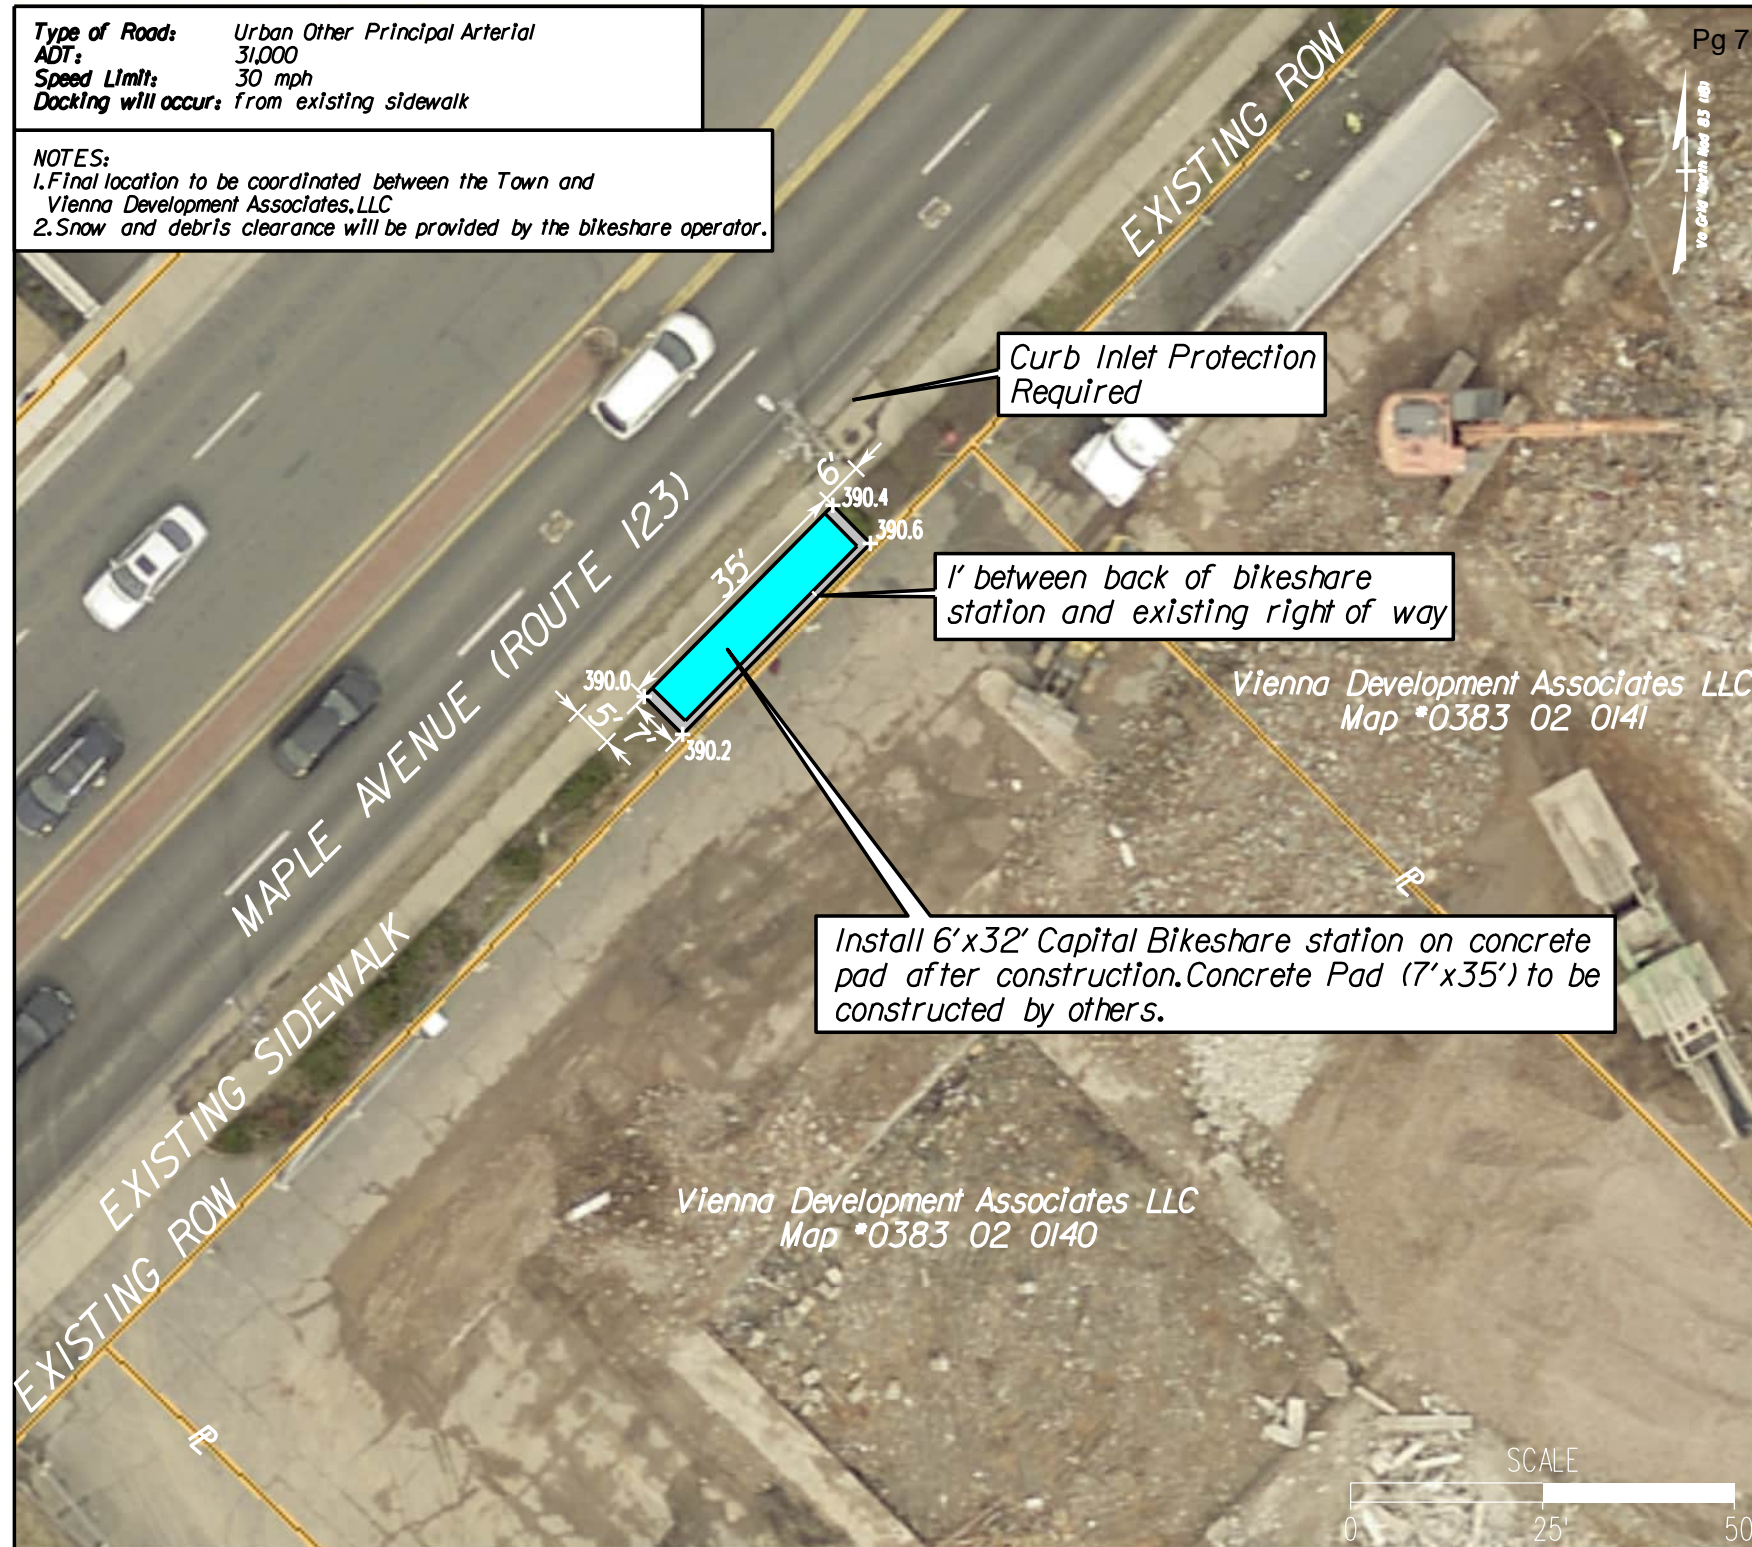 Type of Road: Urban Other Principal Arterial
ADT: 31,000
Speed Limit: 30 mph
Docking will occur: from existing sidewalk
NOTES:
1. Final location to be coordinated between the Town and
Vienna Development Associates, LLC
2. Snow and debris clearance will be provided by the bikeshare operator.
Pg 7
EXISTING ROW
Curb Inlet Protection
Required
6'
390.4
390.6
35'
1' between back of bikeshare
station and existing right of way
MAPLE AVENUE (ROUTE 123)
390.0
5'
7'
390.2
Vienna Development Associates LLC
Map #0383 02 0141
PL
Install 6'x32' Capital Bikeshare station on concrete
pad after construction. Concrete Pad (7'x35') to be
constructed by others.
EXISTING SIDEWALK
EXISTING ROW
Vienna Development Associates LLC
Map #0383 02 0140
PL
SCALE
0 25' 50